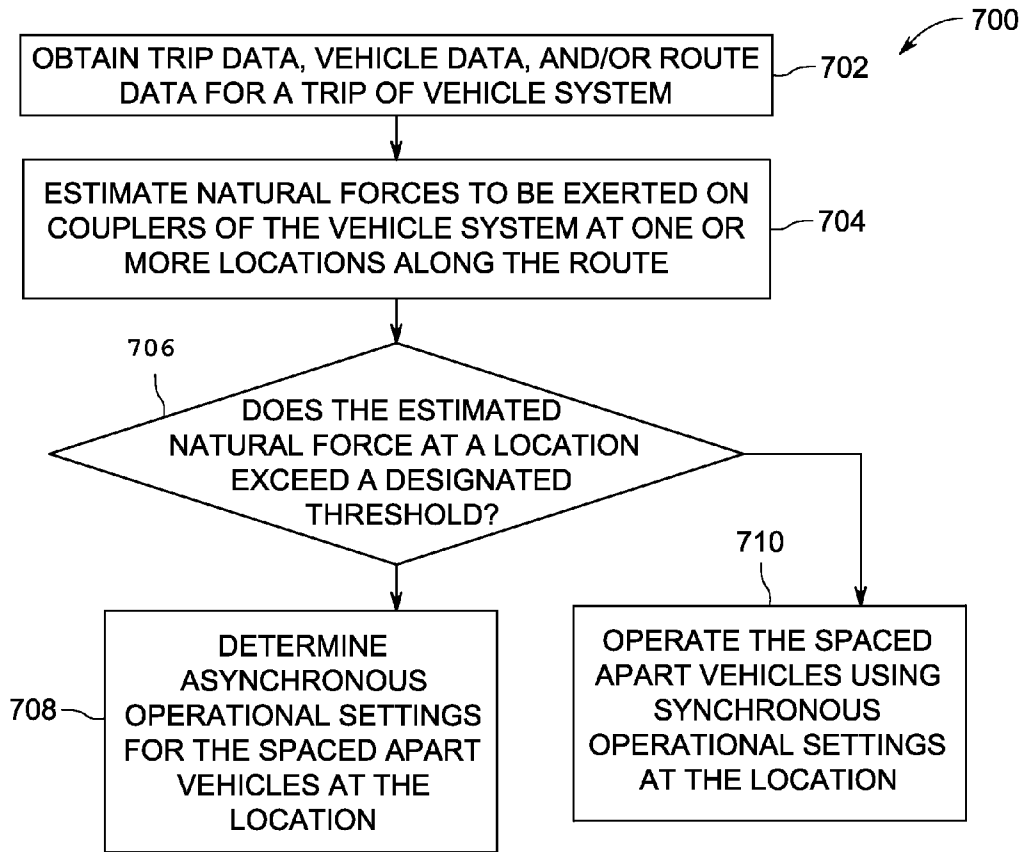 700
OBTAIN TRIP DATA, VEHICLE DATA, AND/OR ROUTE
DATA FOR A TRIP OF VEHICLE SYSTEM
702
ESTIMATE NATURAL FORCES TO BE EXERTED ON
COUPLERS OF THE VEHICLE SYSTEM AT ONE OR
MORE LOCATIONS ALONG THE ROUTE
704
706
DOES THE ESTIMATED
NATURAL FORCE AT A LOCATION
EXCEED A DESIGNATED
THRESHOLD?
708
DETERMINE
ASYNCHRONOUS
OPERATIONAL SETTINGS
FOR THE SPACED APART
VEHICLES AT THE
LOCATION
710
OPERATE THE SPACED
APART VEHICLES USING
SYNCHRONOUS
OPERATIONAL SETTINGS
AT THE LOCATION